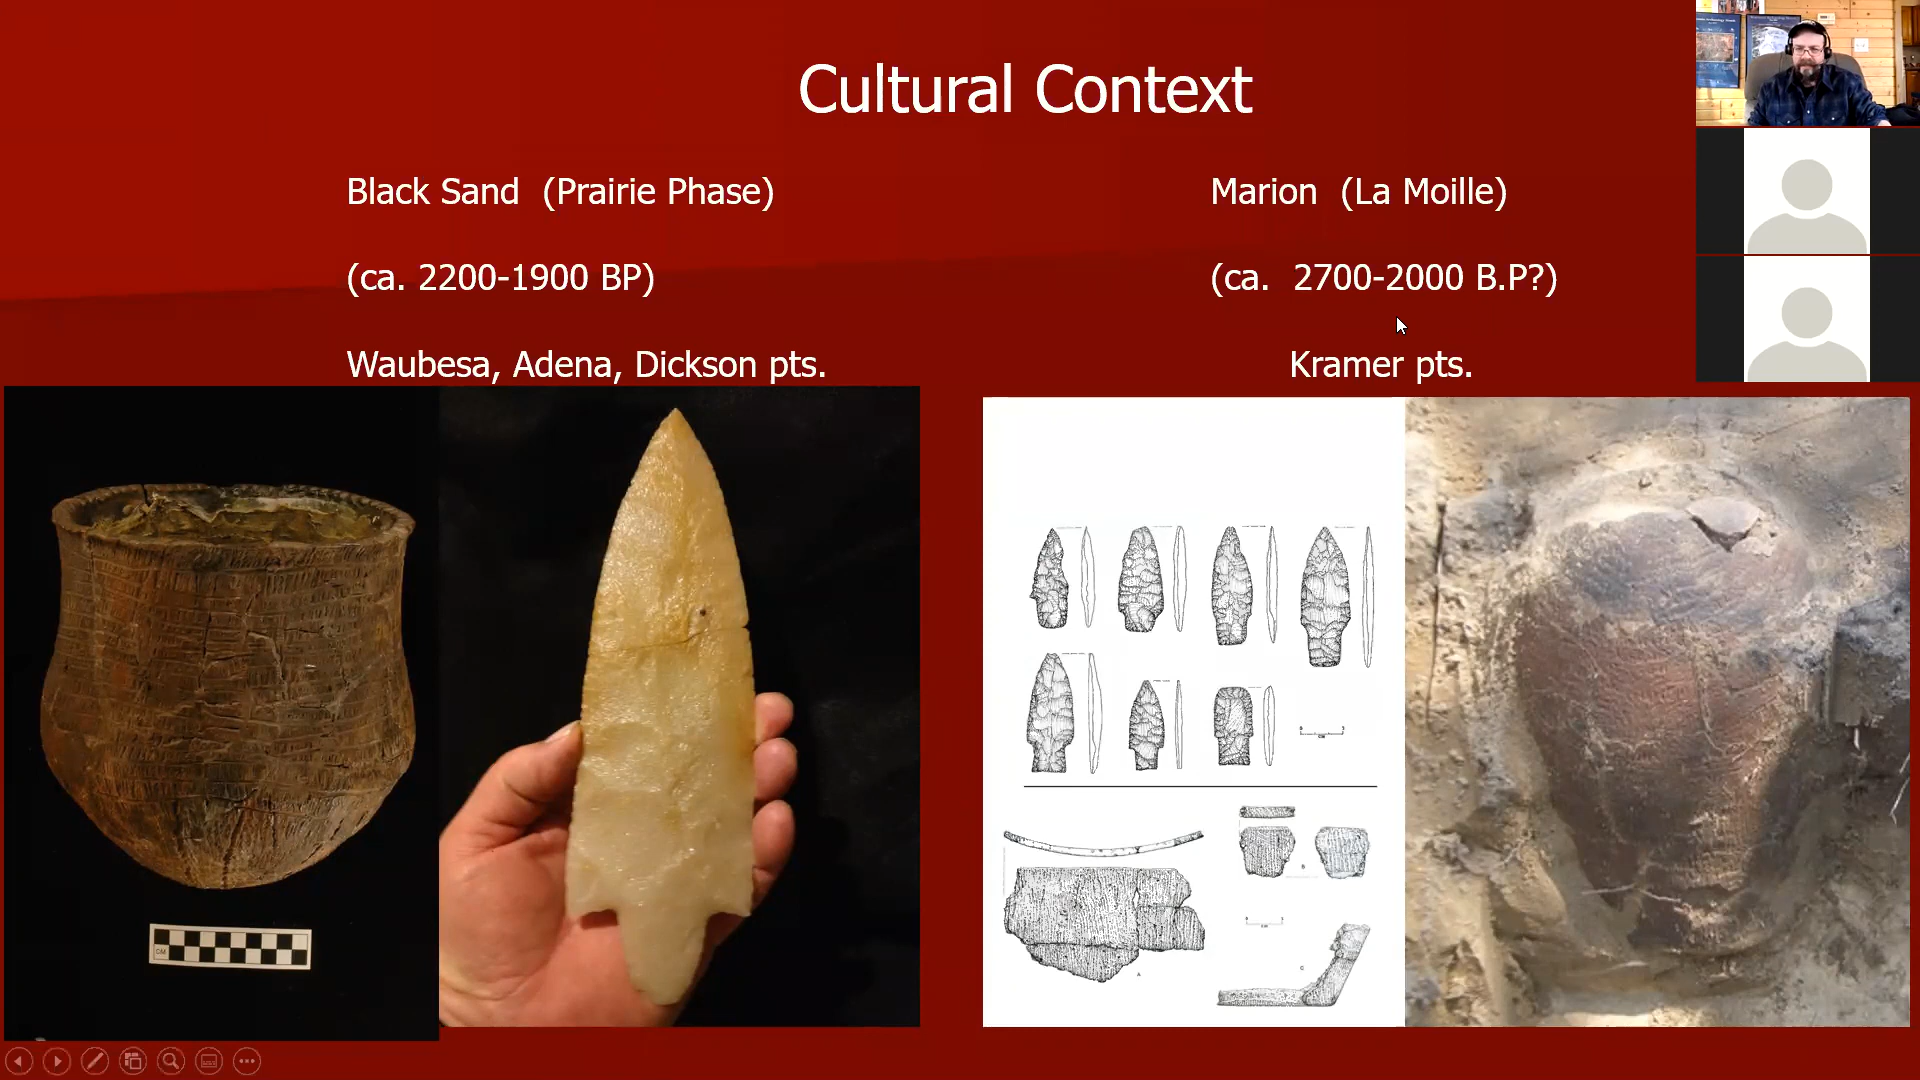 Cultural Context
Black Sand (Prairie Phase)
(ca. 2200-1900 BP)
Waubesa, Adena, Dickson pts.
Marion (La Moille)
(ca. 2700-2000 B.P?)
Kramer pts.
CM
A
B
C